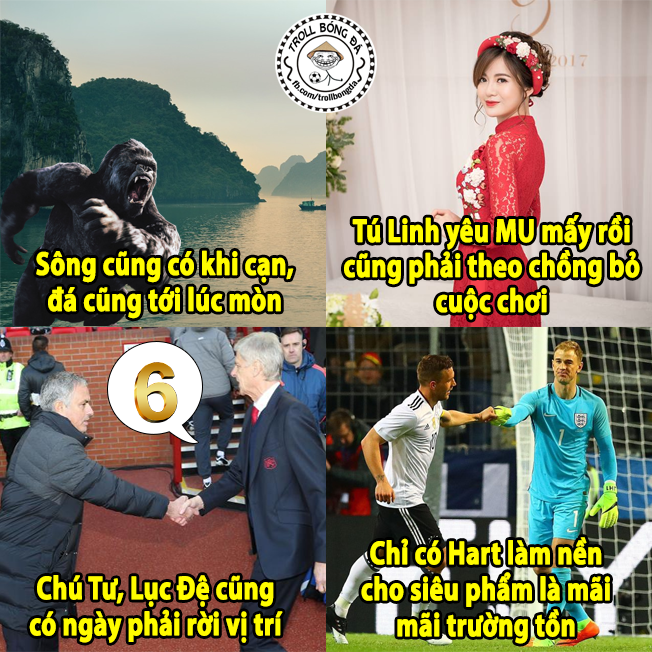 TROLL BÓNG ĐÁ
fb.com/trollbongda
2017
Sông cũng có khi cạn,
đá cũng tới lúc mòn
Tú Linh yêu MU mấy rồi
cũng phải theo chồng bỏ
cuộc chơi
6
Chú Tư, Lục Đệ cũng
có ngày phải rời vị trí
1
Chỉ có Hart làm nền
cho siêu phẩm là mãi
mãi trường tồn